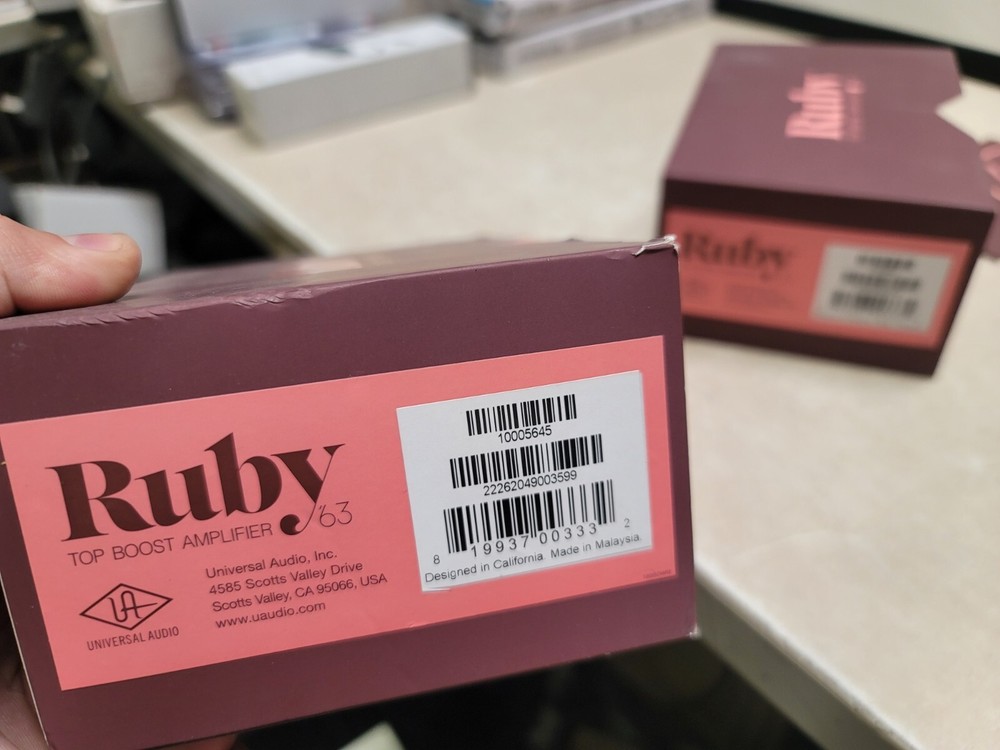 Ruby '63
TOP BOOST AMPLIFIER
UA
UNIVERSAL AUDIO
Universal Audio, Inc.
4585 Scotts Valley Drive
Scotts Valley, CA 95066, USA
www.uaudio.com
10005645
22262049003599
8 19937 00333 2
Designed in California Made in Malaysia.
Ruby
Ruby